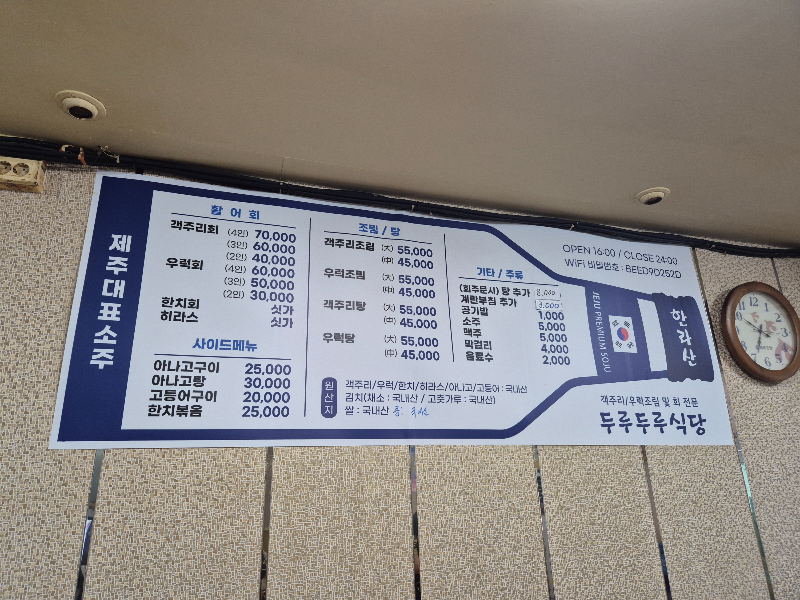 제주대표소주
활 어 회
객주리회 (4인) 70,000
(3인) 60,000
(2인) 40,000
우럭회 (4인) 60,000
(3인) 50,000
(2인) 30,000
한치회 싯가
히라스 싯가
사이드메뉴
아나고구이 25,000
아나고탕 30,000
고등어구이 20,000
한치볶음 25,000
조림 / 탕
객주리조림 (大) 55,000
(中) 45,000
우럭조림 (大) 55,000
(中) 45,000
객주리탕 (大) 55,000
(中) 45,000
우럭탕 (大) 55,000
(中) 45,000
기타 / 주류
(회주문시) 탕 추가 8,000
계란부침 추가 3,000
공기밥 1,000
소주 5,000
맥주 5,000
막걸리 4,000
음료수 2,000
원산지
객주리/우럭/한치/히라스/아나고/고등어 : 국내산
김치(채소 : 국내산 / 고춧가루 : 국내산)
쌀 : 국내산
OPEN 16:00 / CLOSE 24:00
WiFi 비밀번호 : BEED9D252D
JEJU PREMIUM SOJU
한라산
객주리/우럭조림 및 회 전문
두루두루식당